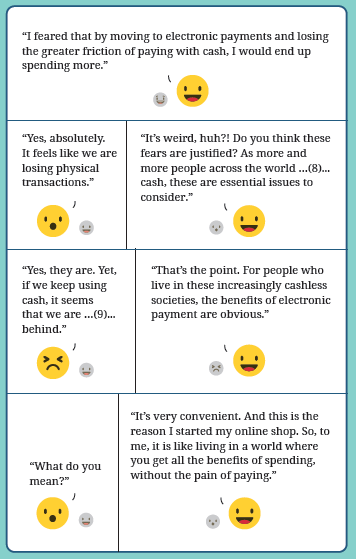 “I feared that by moving to electronic payments and losing
the greater friction of paying with cash, I would end up
spending more.”
“Yes, absolutely.
It feels like we are
losing physical
transactions.”
“It’s weird, huh?! Do you think these
fears are justified? As more and
more people across the world ...(8)...
cash, these are essential issues to
consider.”
“Yes, they are. Yet,
if we keep using
cash, it seems
that we are ...(9)...
behind.”
“That’s the point. For people who
live in these increasingly cashless
societies, the benefits of electronic
payment are obvious.”
“What do you
mean?”
“It’s very convenient. And this is the
reason I started my online shop. So, to
me, it is like living in a world where
you get all the benefits of spending,
without the pain of paying.”